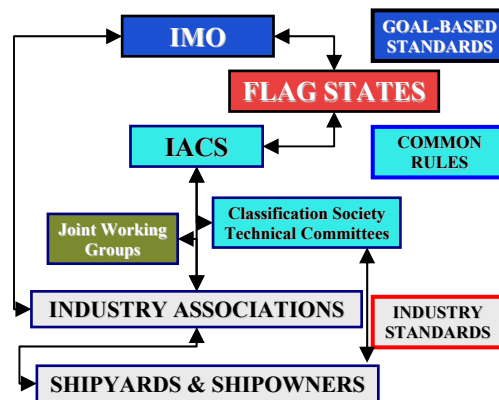 IMO
GOAL-BASED
STANDARDS
FLAG STATES
IACS
COMMON
RULES
Joint Working
Groups
Classification Society
Technical Committees
INDUSTRY ASSOCIATIONS
INDUSTRY
STANDARDS
SHIPYARDS & SHIPOWNERS